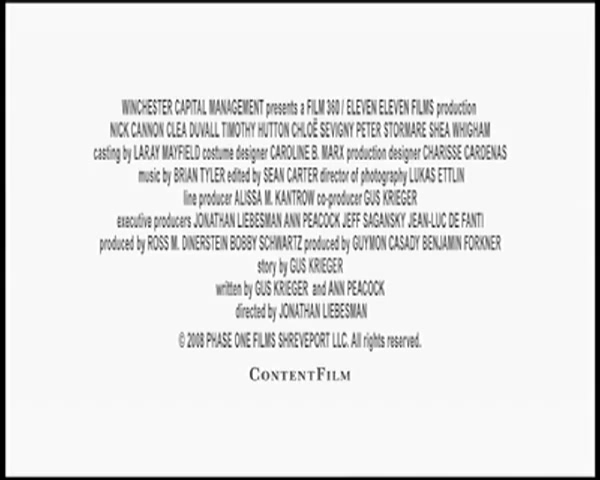 WINCHESTER CAPITAL MANAGEMENT presents a FILM 360 / ELEVEN ELEVEN FILMS production
NICK CANNON CLEA DUVALL TIMOTHY HUTTON CHLOË SEVIGNY PETER STORMARE SHEA WHIGHAM
casting by LARAY MAYFIELD costume designer CAROLINE B. MARX production designer CHARISSE CARDENAS
music by BRIAN TYLER edited by SEAN CARTER director of photography LUKAS ETTLIN
line producer ALISSA M. KANTROW co-producer GUS KRIEGER
executive producers JONATHAN LIEBESMAN ANN PEACOCK JEFF SAGANSKY JEAN-LUC DE FANTI
produced by ROSS M. DINERSTEIN BOBBY SCHWARTZ produced by GUYMON CASADY BENJAMIN FORKNER
story by GUS KRIEGER
written by GUS KRIEGER and ANN PEACOCK
directed by JONATHAN LIEBESMAN
© 2008 PHASE ONE FILMS SHREVEPORT LLC. All rights reserved.
CONTENTFILM